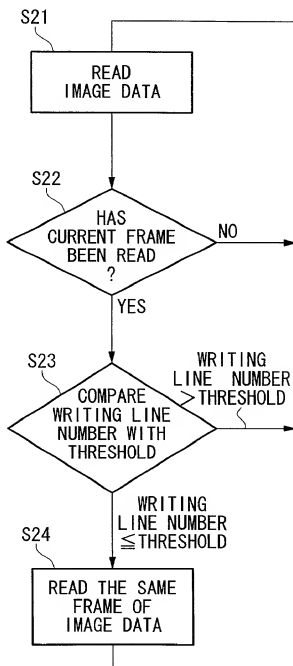 S21
READ
IMAGE DATA
S22
HAS
CURRENT FRAME
BEEN READ
?
NO
YES
S23
COMPARE
WRITING LINE
NUMBER WITH
THRESHOLD
WRITING
LINE NUMBER
>THRESHOLD
WRITING
LINE NUMBER
≦THRESHOLD
S24
READ THE SAME
FRAME OF
IMAGE DATA